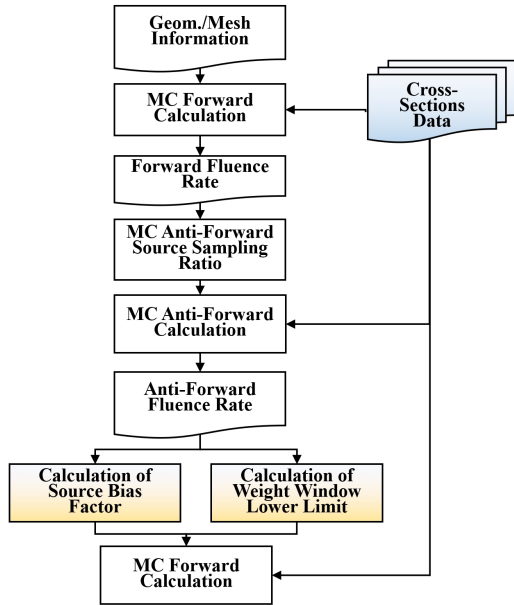 Geom./Mesh
Information
MC Forward
Calculation
Cross-
Sections
Data
Forward Fluence
Rate
MC Anti-Forward
Source Sampling
Ratio
MC Anti-Forward
Calculation
Anti-Forward
Fluence Rate
Calculation of
Source Bias
Factor
Calculation of
Weight Window
Lower Limit
MC Forward
Calculation